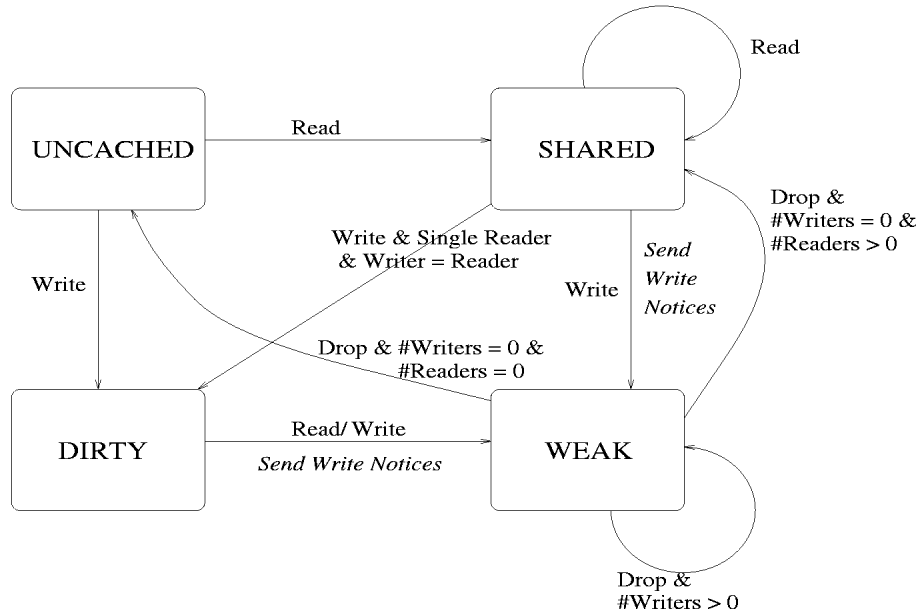 Read
UNCACHED
Read
SHARED
Drop &
#Writers = 0 &
#Readers > 0
Write & Single Reader
& Writer = Reader
Send
Write
Notices
Write
Write
Drop & #Writers = 0 &
#Readers = 0
DIRTY
Read/ Write
Send Write Notices
WEAK
Drop &
#Writers > 0